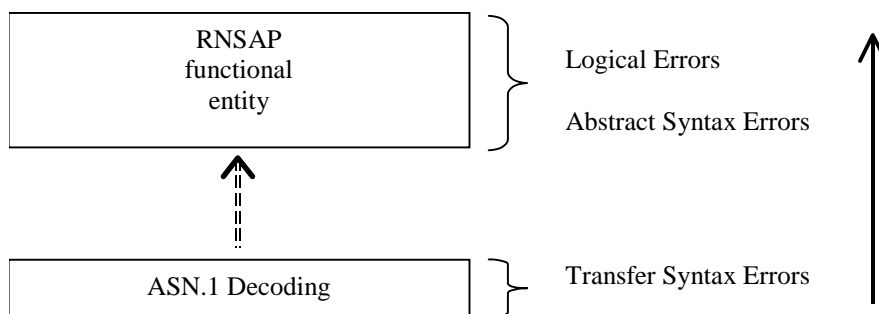 RNSAP
functional
entity
Logical Errors
Abstract Syntax Errors
ASN.1 Decoding
Transfer Syntax Errors